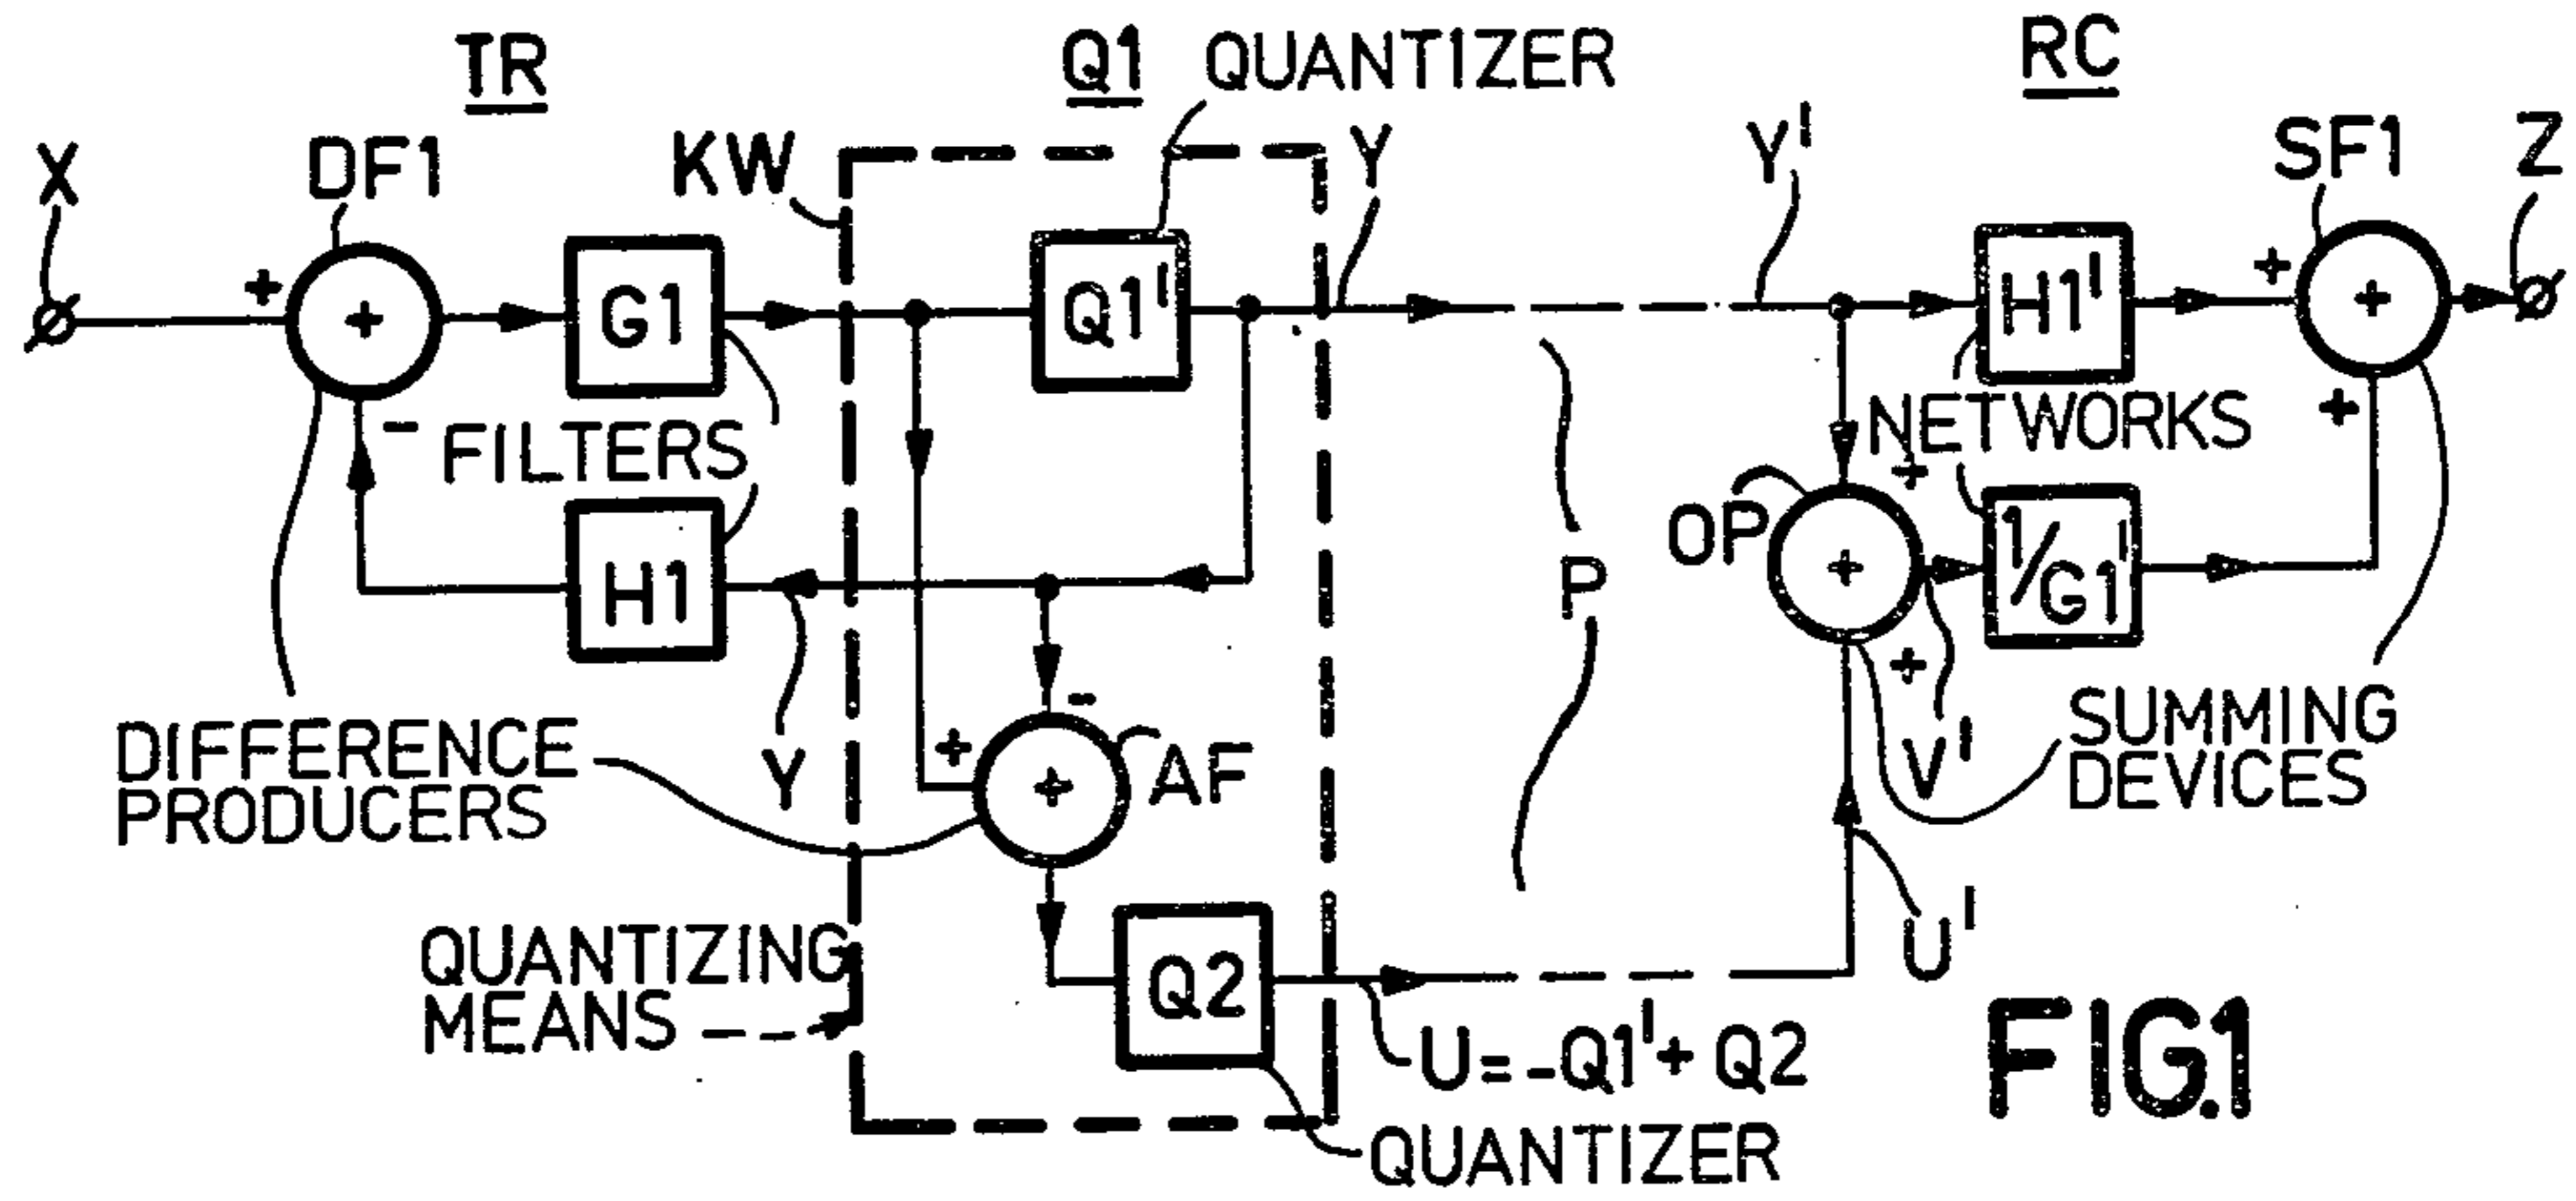 TR
Q1
QUANTIZER
RC
X
DF1
KW
Y
Y'
SF1
Z
+
+
G1
Q1'
H1'
+
+
-
FILTERS
NETWORKS
+
H1
P
OP
+
+
1/G1'
+
Y
-
+
+
AF
V'
DIFFERENCE
PRODUCERS
SUMMING
DEVICES
QUANTIZING
MEANS
Q2
U'
U=-Q1'+Q2
QUANTIZER
FIG.1